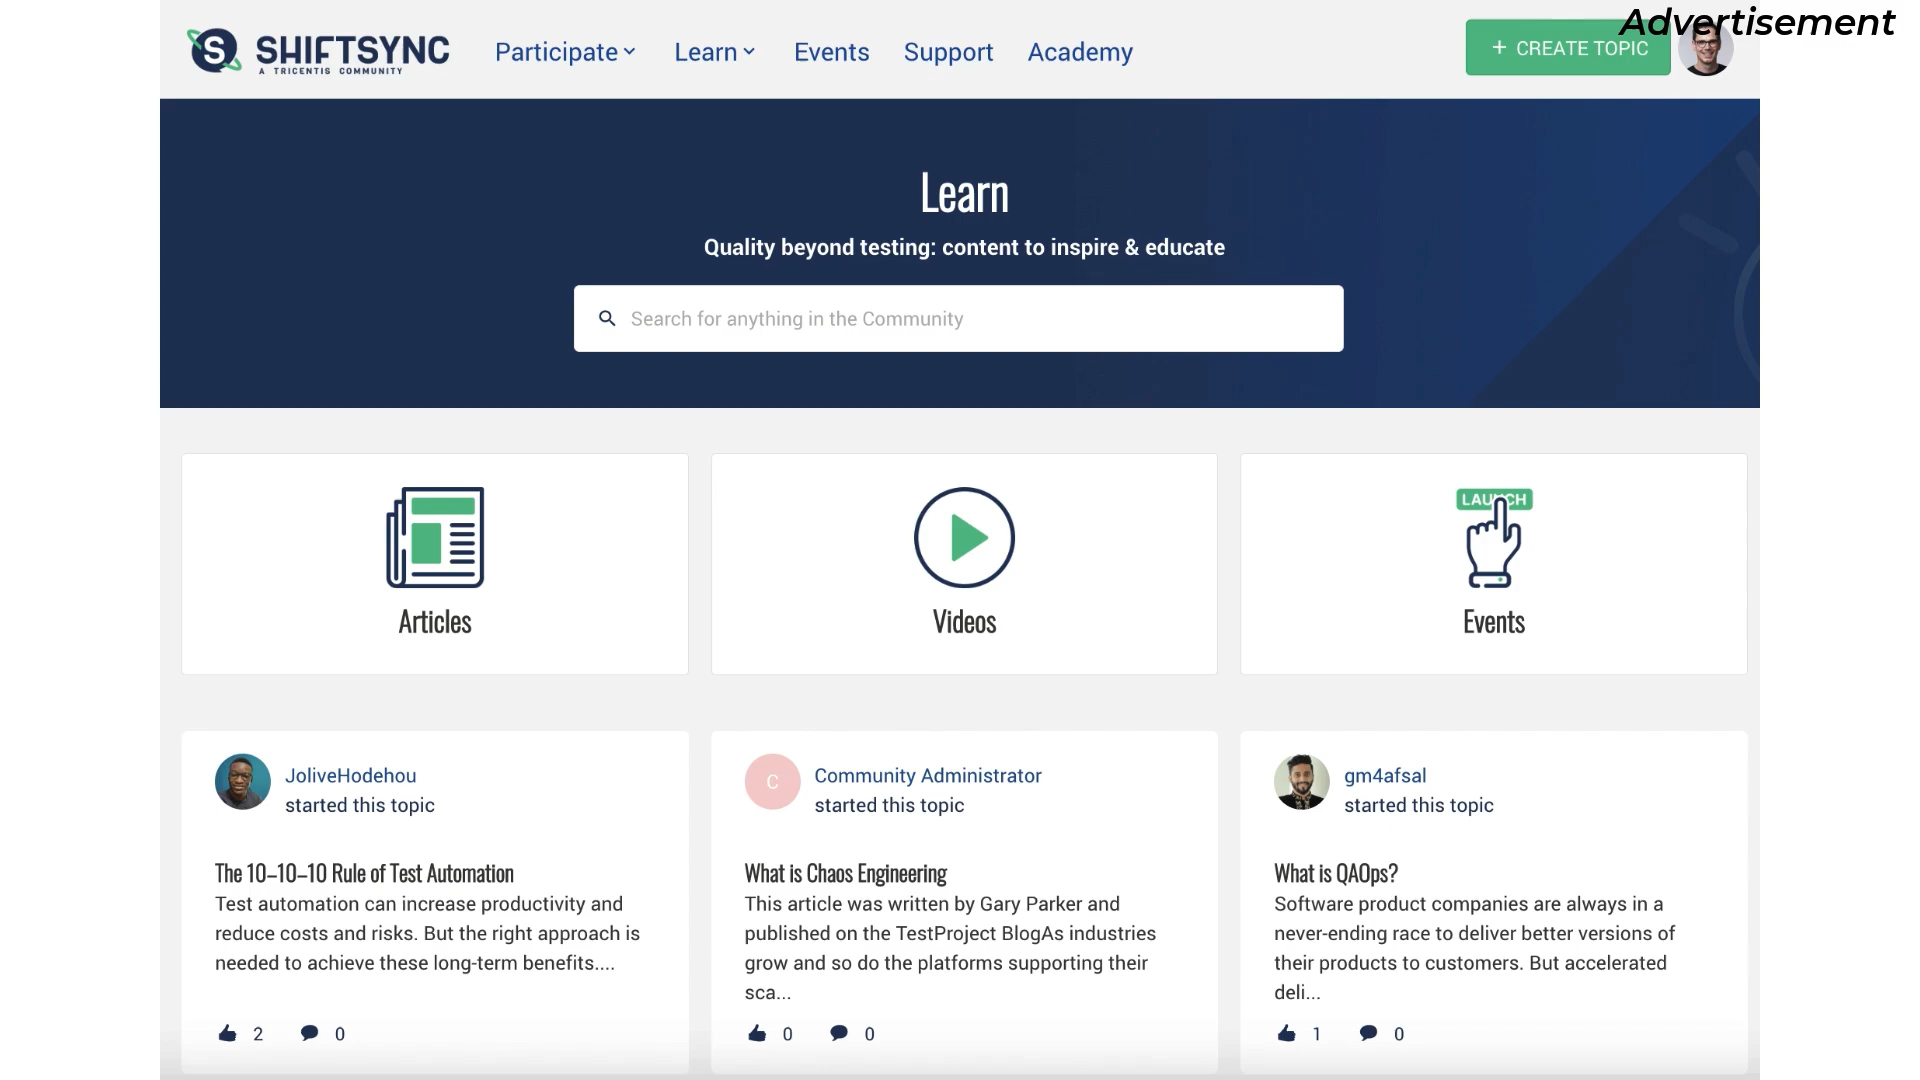 Advertisement
SHIFTSYNC
A TRICENTIS COMMUNITY
Participate
Learn
Events
Support
Academy
+ CREATE TOPIC
Learn
Quality beyond testing: content to inspire & educate
Search for anything in the Community
Articles
Videos
LAUNCH
Events
JoliveHodehou
started this topic
The 10–10–10 Rule of Test Automation
Test automation can increase productivity and
reduce costs and risks. But the right approach is
needed to achieve these long-term benefits....
2
0
C
Community Administrator
started this topic
What is Chaos Engineering
This article was written by Gary Parker and
published on the TestProject BlogAs industries
grow and so do the platforms supporting their
sca...
0
0
gm4afsal
started this topic
What is QAOps?
Software product companies are always in a
never-ending race to deliver better versions of
their products to customers. But accelerated
deli...
1
0